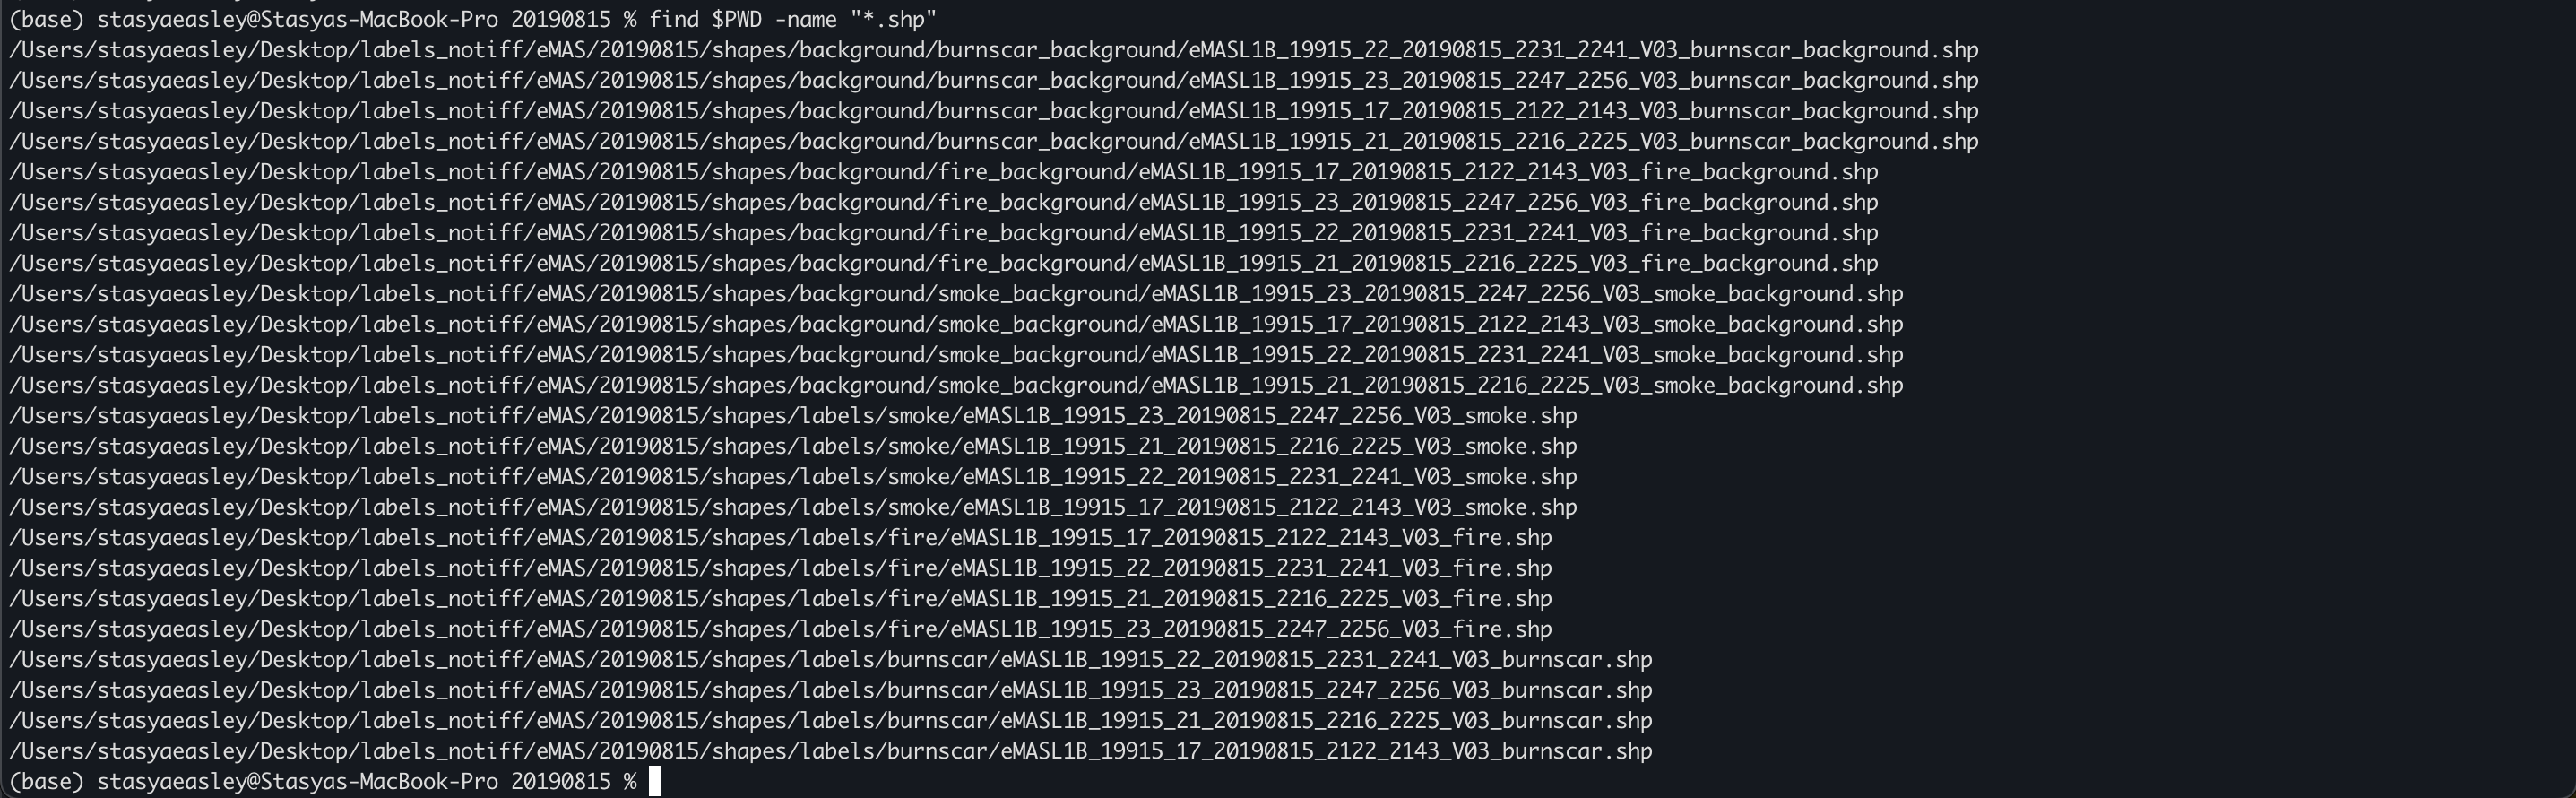 (base) stasyaeasley@Stasyas-MacBook-Pro 20190815 % find $PWD -name "*.shp"
/Users/stasyaeasley/Desktop/labels_notiff/eMAS/20190815/shapes/background/burnscar_background/eMASL1B_19915_22_20190815_2231_2241_V03_burnscar_background.shp
/Users/stasyaeasley/Desktop/labels_notiff/eMAS/20190815/shapes/background/burnscar_background/eMASL1B_19915_23_20190815_2247_2256_V03_burnscar_background.shp
/Users/stasyaeasley/Desktop/labels_notiff/eMAS/20190815/shapes/background/burnscar_background/eMASL1B_19915_17_20190815_2122_2143_V03_burnscar_background.shp
/Users/stasyaeasley/Desktop/labels_notiff/eMAS/20190815/shapes/background/burnscar_background/eMASL1B_19915_21_20190815_2216_2225_V03_burnscar_background.shp
/Users/stasyaeasley/Desktop/labels_notiff/eMAS/20190815/shapes/background/fire_background/eMASL1B_19915_17_20190815_2122_2143_V03_fire_background.shp
/Users/stasyaeasley/Desktop/labels_notiff/eMAS/20190815/shapes/background/fire_background/eMASL1B_19915_23_20190815_2247_2256_V03_fire_background.shp
/Users/stasyaeasley/Desktop/labels_notiff/eMAS/20190815/shapes/background/fire_background/eMASL1B_19915_22_20190815_2231_2241_V03_fire_background.shp
/Users/stasyaeasley/Desktop/labels_notiff/eMAS/20190815/shapes/background/fire_background/eMASL1B_19915_21_20190815_2216_2225_V03_fire_background.shp
/Users/stasyaeasley/Desktop/labels_notiff/eMAS/20190815/shapes/background/smoke_background/eMASL1B_19915_23_20190815_2247_2256_V03_smoke_background.shp
/Users/stasyaeasley/Desktop/labels_notiff/eMAS/20190815/shapes/background/smoke_background/eMASL1B_19915_17_20190815_2122_2143_V03_smoke_background.shp
/Users/stasyaeasley/Desktop/labels_notiff/eMAS/20190815/shapes/background/smoke_background/eMASL1B_19915_22_20190815_2231_2241_V03_smoke_background.shp
/Users/stasyaeasley/Desktop/labels_notiff/eMAS/20190815/shapes/background/smoke_background/eMASL1B_19915_21_20190815_2216_2225_V03_smoke_background.shp
/Users/stasyaeasley/Desktop/labels_notiff/eMAS/20190815/shapes/labels/smoke/eMASL1B_19915_23_20190815_2247_2256_V03_smoke.shp
/Users/stasyaeasley/Desktop/labels_notiff/eMAS/20190815/shapes/labels/smoke/eMASL1B_19915_21_20190815_2216_2225_V03_smoke.shp
/Users/stasyaeasley/Desktop/labels_notiff/eMAS/20190815/shapes/labels/smoke/eMASL1B_19915_22_20190815_2231_2241_V03_smoke.shp
/Users/stasyaeasley/Desktop/labels_notiff/eMAS/20190815/shapes/labels/smoke/eMASL1B_19915_17_20190815_2122_2143_V03_smoke.shp
/Users/stasyaeasley/Desktop/labels_notiff/eMAS/20190815/shapes/labels/fire/eMASL1B_19915_17_20190815_2122_2143_V03_fire.shp
/Users/stasyaeasley/Desktop/labels_notiff/eMAS/20190815/shapes/labels/fire/eMASL1B_19915_22_20190815_2231_2241_V03_fire.shp
/Users/stasyaeasley/Desktop/labels_notiff/eMAS/20190815/shapes/labels/fire/eMASL1B_19915_21_20190815_2216_2225_V03_fire.shp
/Users/stasyaeasley/Desktop/labels_notiff/eMAS/20190815/shapes/labels/fire/eMASL1B_19915_23_20190815_2247_2256_V03_fire.shp
/Users/stasyaeasley/Desktop/labels_notiff/eMAS/20190815/shapes/labels/burnscar/eMASL1B_19915_22_20190815_2231_2241_V03_burnscar.shp
/Users/stasyaeasley/Desktop/labels_notiff/eMAS/20190815/shapes/labels/burnscar/eMASL1B_19915_23_20190815_2247_2256_V03_burnscar.shp
/Users/stasyaeasley/Desktop/labels_notiff/eMAS/20190815/shapes/labels/burnscar/eMASL1B_19915_21_20190815_2216_2225_V03_burnscar.shp
/Users/stasyaeasley/Desktop/labels_notiff/eMAS/20190815/shapes/labels/burnscar/eMASL1B_19915_17_20190815_2122_2143_V03_burnscar.shp
(base) stasyaeasley@Stasyas-MacBook-Pro 20190815 %